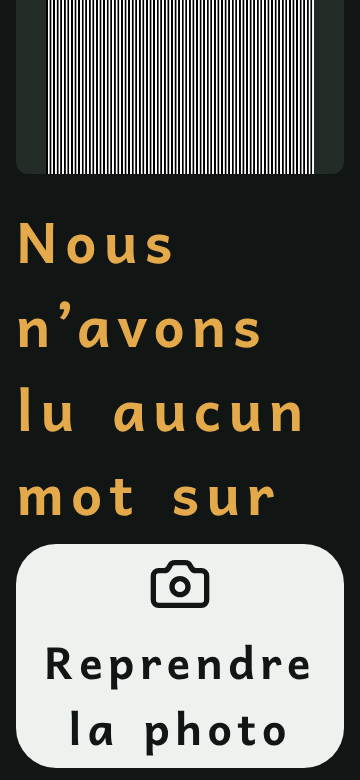 Nous
n’avons
lu aucun
mot sur
Reprendre
la photo